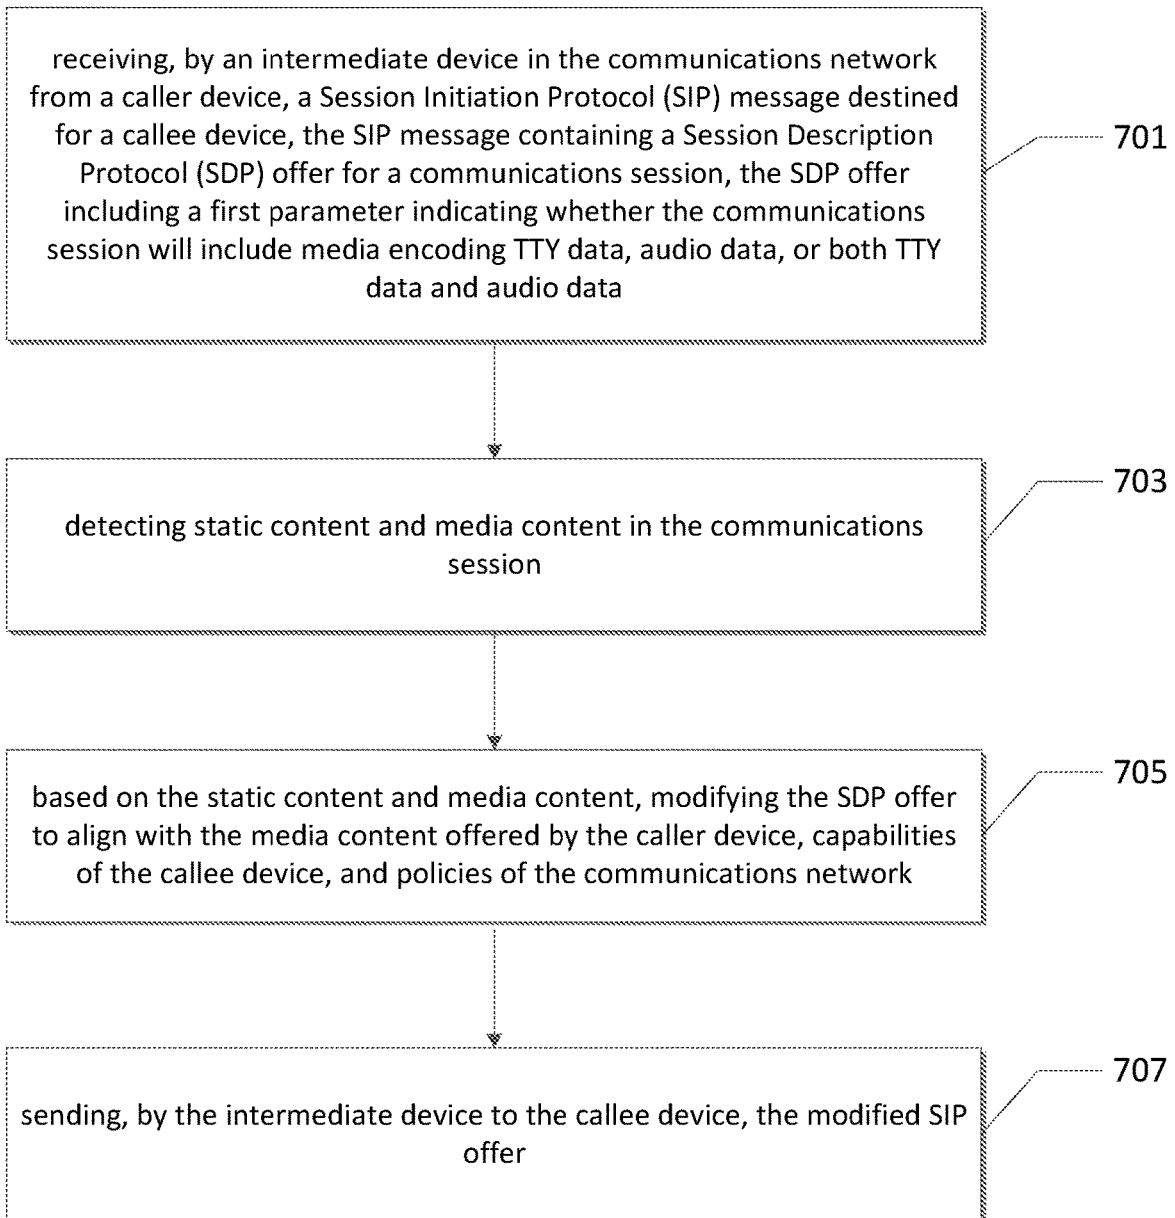 receiving, by an intermediate device in the communications network
from a caller device, a Session Initiation Protocol (SIP) message destined
for a callee device, the SIP message containing a Session Description
Protocol (SDP) offer for a communications session, the SDP offer
including a first parameter indicating whether the communications
session will include media encoding TTY data, audio data, or both TTY
data and audio data
701
detecting static content and media content in the communications
session
703
based on the static content and media content, modifying the SDP offer
to align with the media content offered by the caller device, capabilities
of the callee device, and policies of the communications network
705
sending, by the intermediate device to the callee device, the modified SIP
offer
707